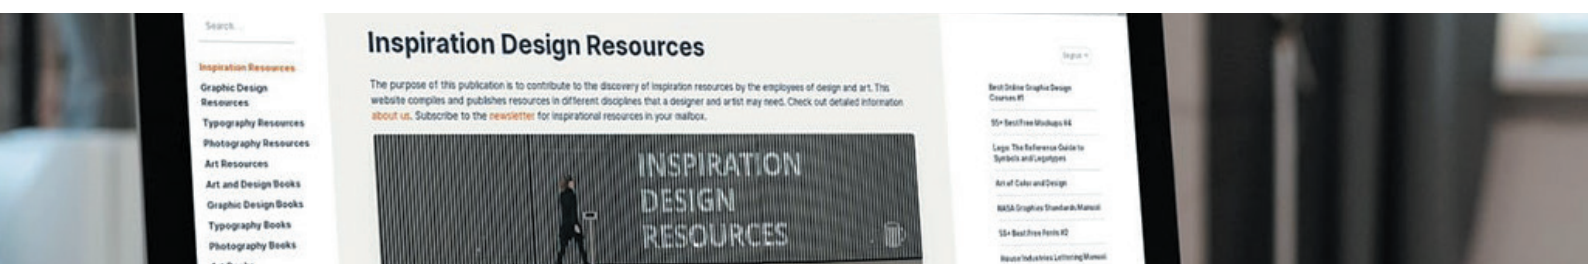 Search...
Inspiration Resources
Graphic Design
Resources
Typography Resources
Photography Resources
Art Resources
Art and Design Books
Graphic Design Books
Typography Books
Photography Books
Inspiration Design Resources
The purpose of this publication is to contribute to the discovery of inspiration resources by the employees of design and art. This
website compiles and publishes resources in different disciplines that a designer and artist may need. Check out detailed information
about us. Subscribe to the newsletter for inspirational resources in your mailbox.
INSPIRATION
DESIGN
RESOURCES
Best Online Graphic Design
Courses #1
55+ Best Free Mockups #4
Logo: The Reference Guide to
Symbols and Logotypes
Art of Color and Design
NASA Graphics Standards Manual
55+ Best Free Fonts #2
House Industries Lettering Manual